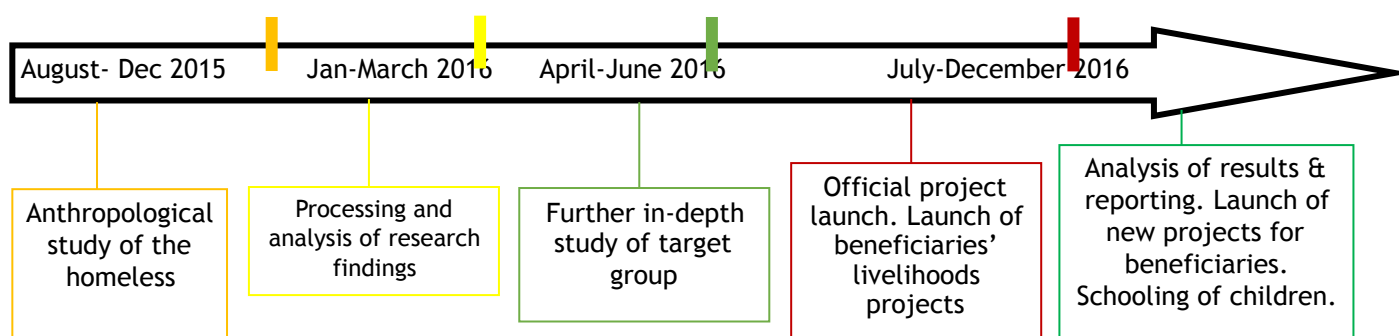 August- Dec 2015
Jan-March 2016
April-June 2016
July-December 2016
Anthropological
study of the
homeless
Processing and
analysis of research
findings
Further in-depth
study of target
group
Official project
launch. Launch of
beneficiaries’
livelihoods
projects
Analysis of results &
reporting. Launch of
new projects for
beneficiaries.
Schooling of children.